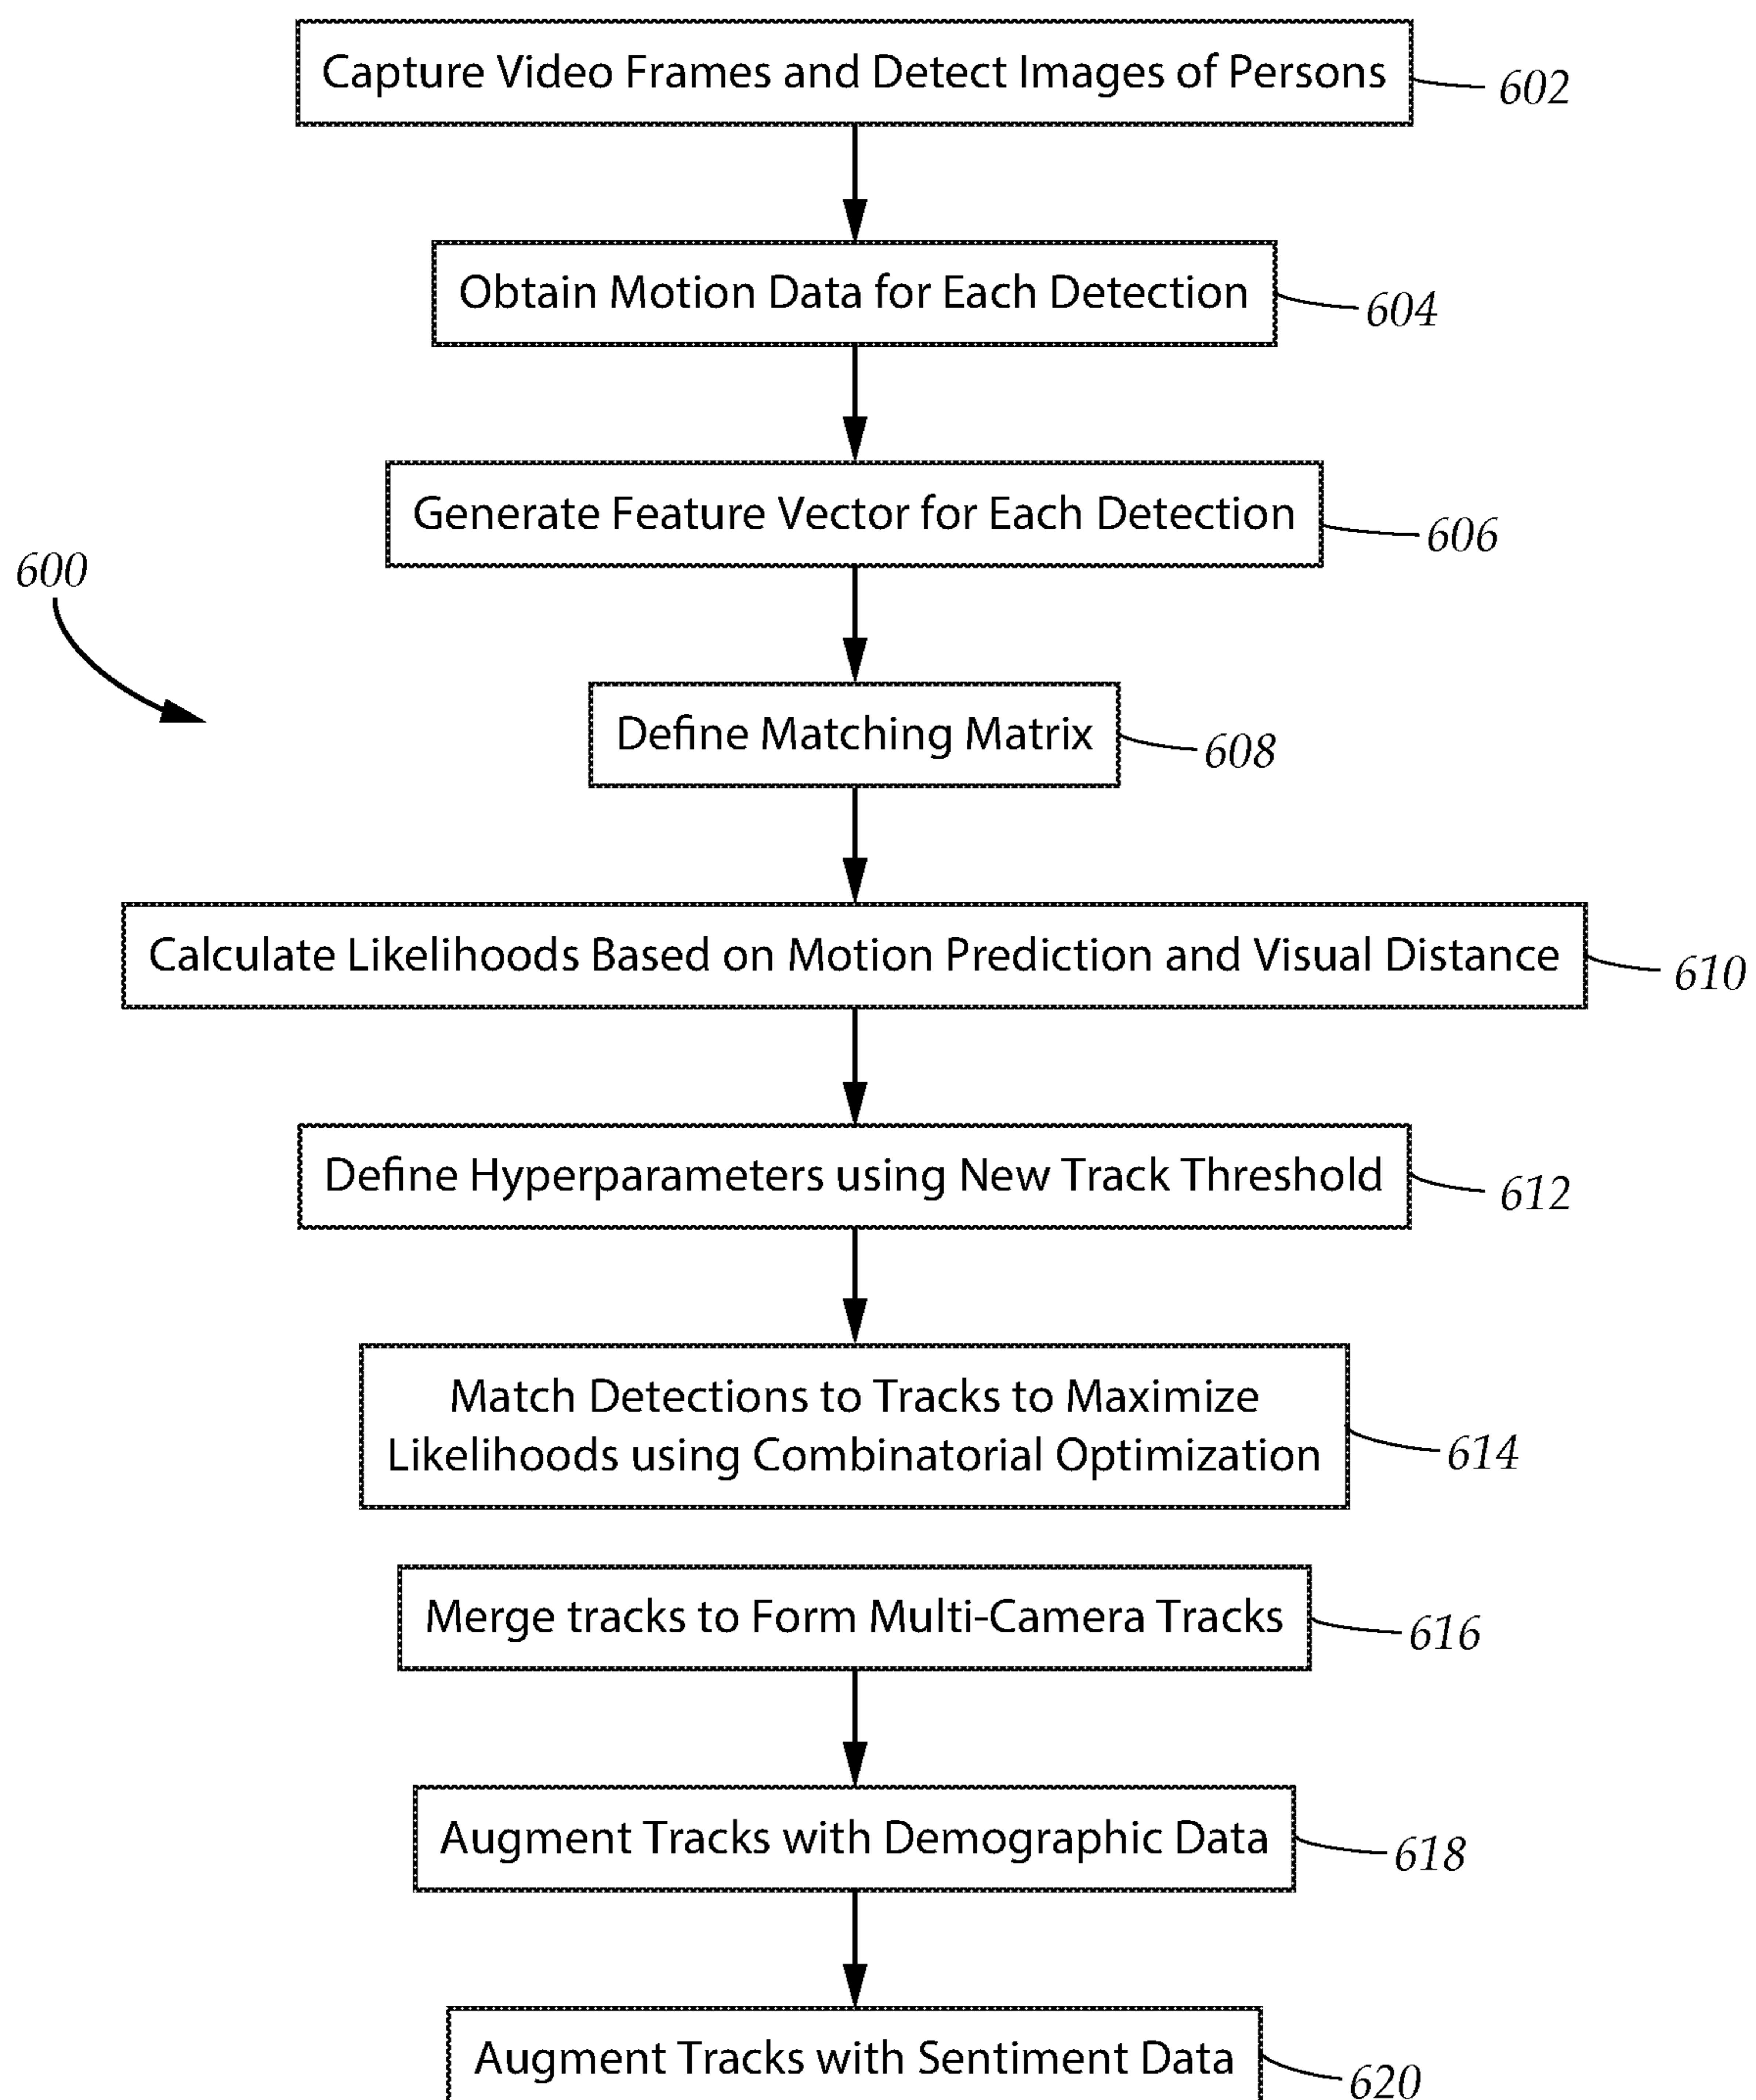 Capture Video Frames and Detect Images of Persons
602
Obtain Motion Data for Each Detection
604
Generate Feature Vector for Each Detection
606
600
Define Matching Matrix
608
Calculate Likelihoods Based on Motion Prediction and Visual Distance
610
Define Hyperparameters using New Track Threshold
612
Match Detections to Tracks to Maximize
Likelihoods using Combinatorial Optimization
614
Merge tracks to Form Multi-Camera Tracks
616
Augment Tracks with Demographic Data
618
Augment Tracks with Sentiment Data
620